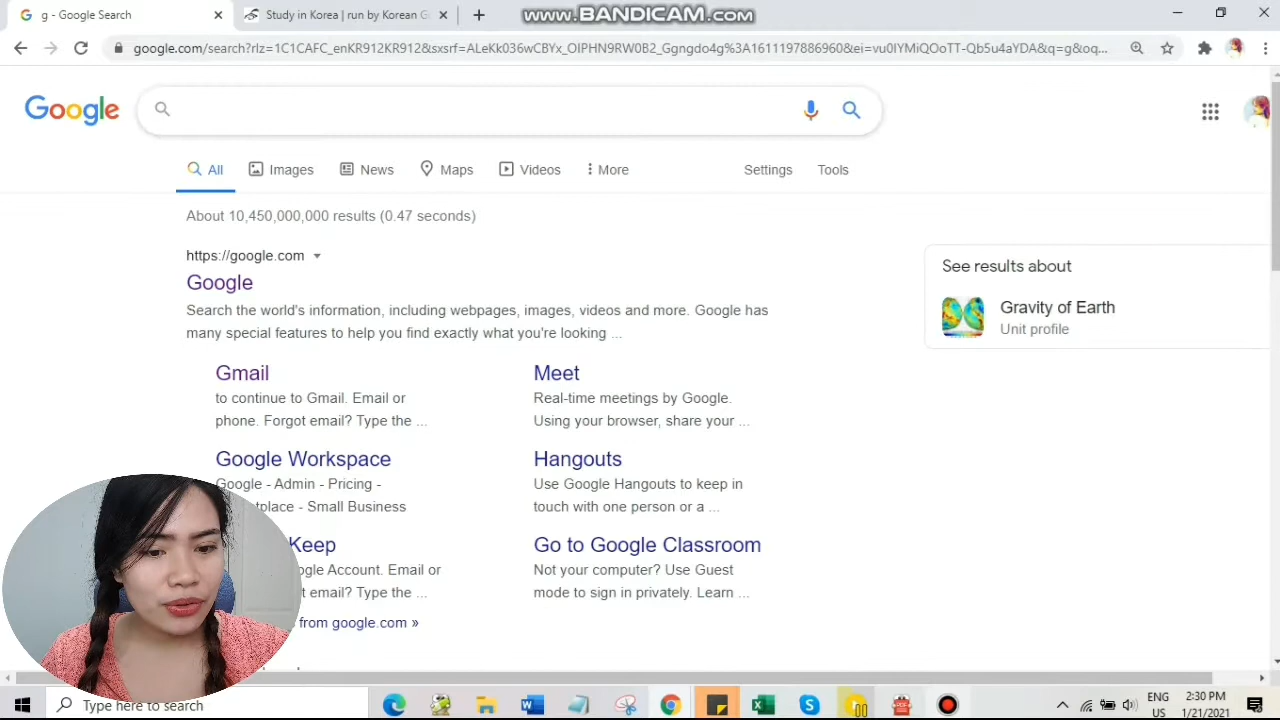 g - Google Search
Study in Korea | run by Korean G
www.BANDICAM.com
google.com/search?rlz=1C1CAFC_enKR912KR912&sxsrf=ALeKk036wCBYx_OIPHN9RW0B2_Ggngdo4g%3A1611197886960&ei=vu0IYMiQOoTT-Qb5u4aYDA&q=g&oq...
Google
All
Images
News
Maps
Videos
More
Settings
Tools
About 10,450,000,000 results (0.47 seconds)
https://google.com
Google
Search the world's information, including webpages, images, videos and more. Google has
many special features to help you find exactly what you're looking ...
See results about
Gravity of Earth
Unit profile
Gmail
to continue to Gmail. Email or
phone. Forgot email? Type the ...
Meet
Real-time meetings by Google.
Using your browser, share your ...
Google Workspace
Google - Admin - Pricing -
tplace - Small Business
Hangouts
Use Google Hangouts to keep in
touch with one person or a ...
Keep
ogle Account. Email or
t email? Type the ...
Go to Google Classroom
Not your computer? Use Guest
mode to sign in privately. Learn ...
from google.com »
Type here to search
ENG
US
2:30 PM
1/21/2021